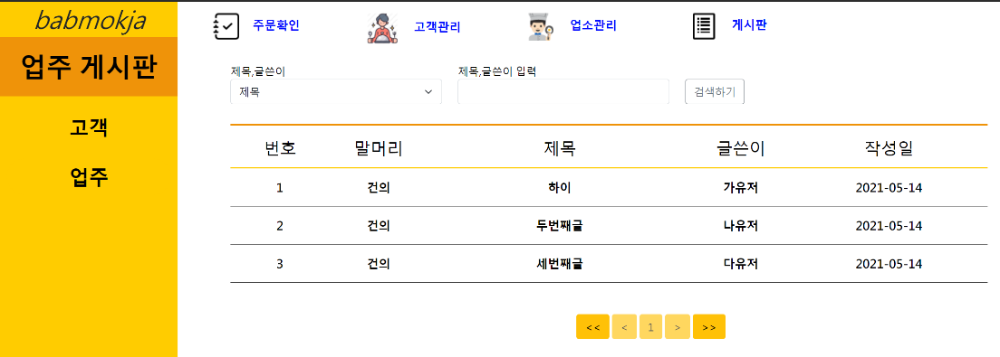 babmokja
업주 게시판
고객
업주
주문확인 고객관리 업소관리 게시판
제목,글쓴이 제목,글쓴이 입력
제목 검색하기
번호 말머리 제목 글쓴이 작성일
1 건의 하이 가유저 2021-05-14
2 건의 두번째글 나유저 2021-05-14
3 건의 세번째글 다유저 2021-05-14
<< < 1 > >>